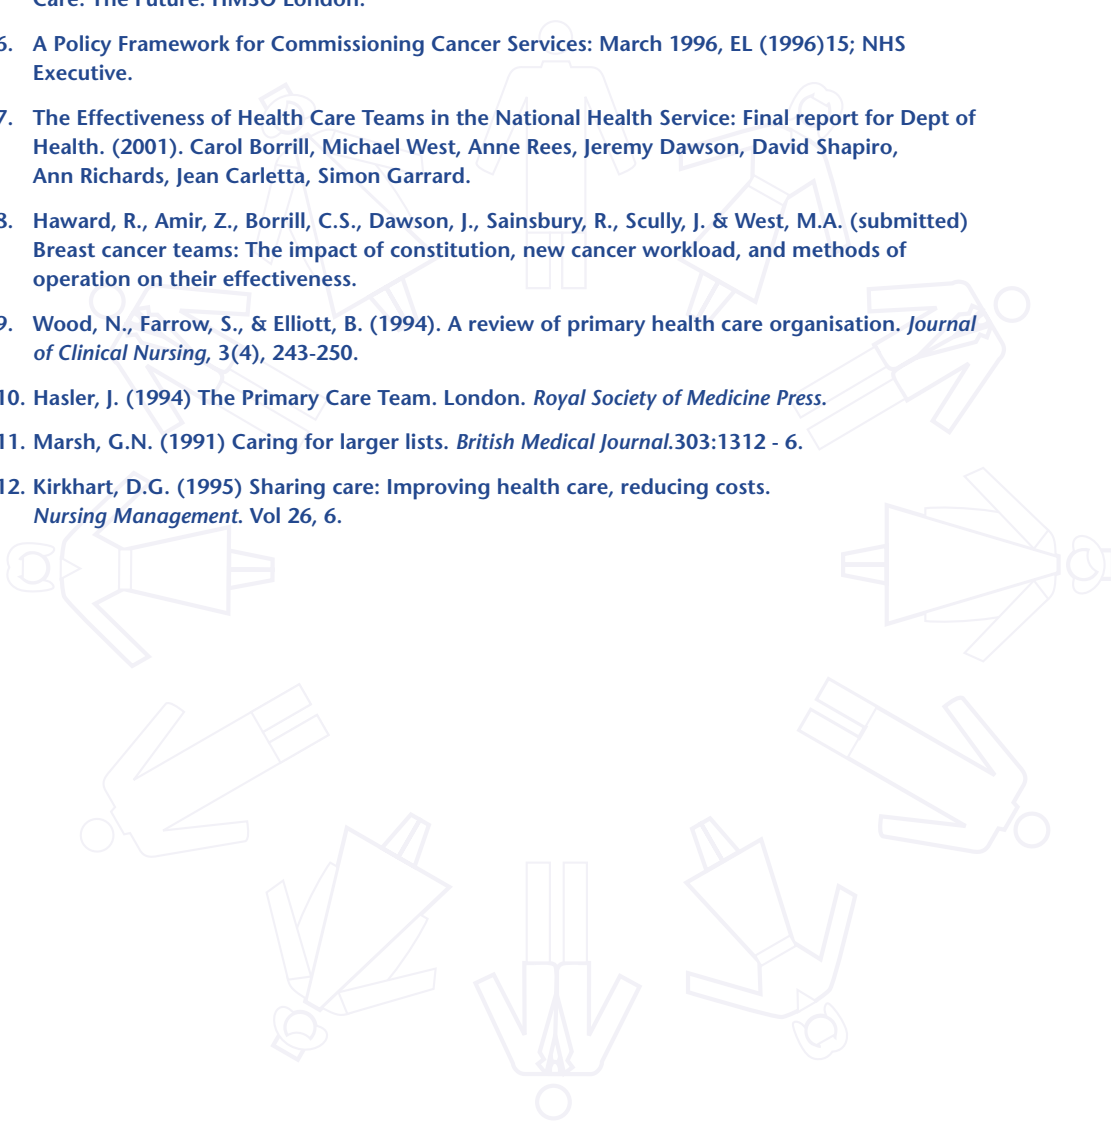 Care: The Future. HMSO London.
6. A Policy Framework for Commissioning Cancer Services: March 1996, EL (1996)15; NHS
Executive.
7. The Effectiveness of Health Care Teams in the National Health Service: Final report for Dept of
Health. (2001). Carol Borrill, Michael West, Anne Rees, Jeremy Dawson, David Shapiro,
Ann Richards, Jean Carletta, Simon Garrard.
8. Haward, R., Amir, Z., Borrill, C.S., Dawson, J., Sainsbury, R., Scully, J. & West, M.A. (submitted)
Breast cancer teams: The impact of constitution, new cancer workload, and methods of
operation on their effectiveness.
9. Wood, N., Farrow, S., & Elliott, B. (1994). A review of primary health care organisation. Journal
of Clinical Nursing, 3(4), 243-250.
10. Hasler, J. (1994) The Primary Care Team. London. Royal Society of Medicine Press.
11. Marsh, G.N. (1991) Caring for larger lists. British Medical Journal.303:1312 - 6.
12. Kirkhart, D.G. (1995) Sharing care: Improving health care, reducing costs.
Nursing Management. Vol 26, 6.